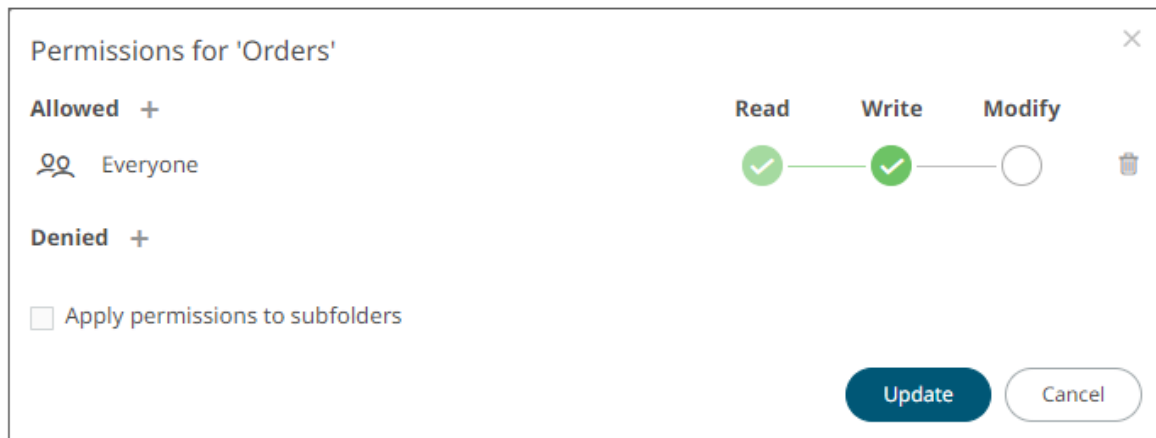 Permissions for 'Orders'
Allowed + Read Write Modify
Everyone
Denied +
Apply permissions to subfolders
Update Cancel